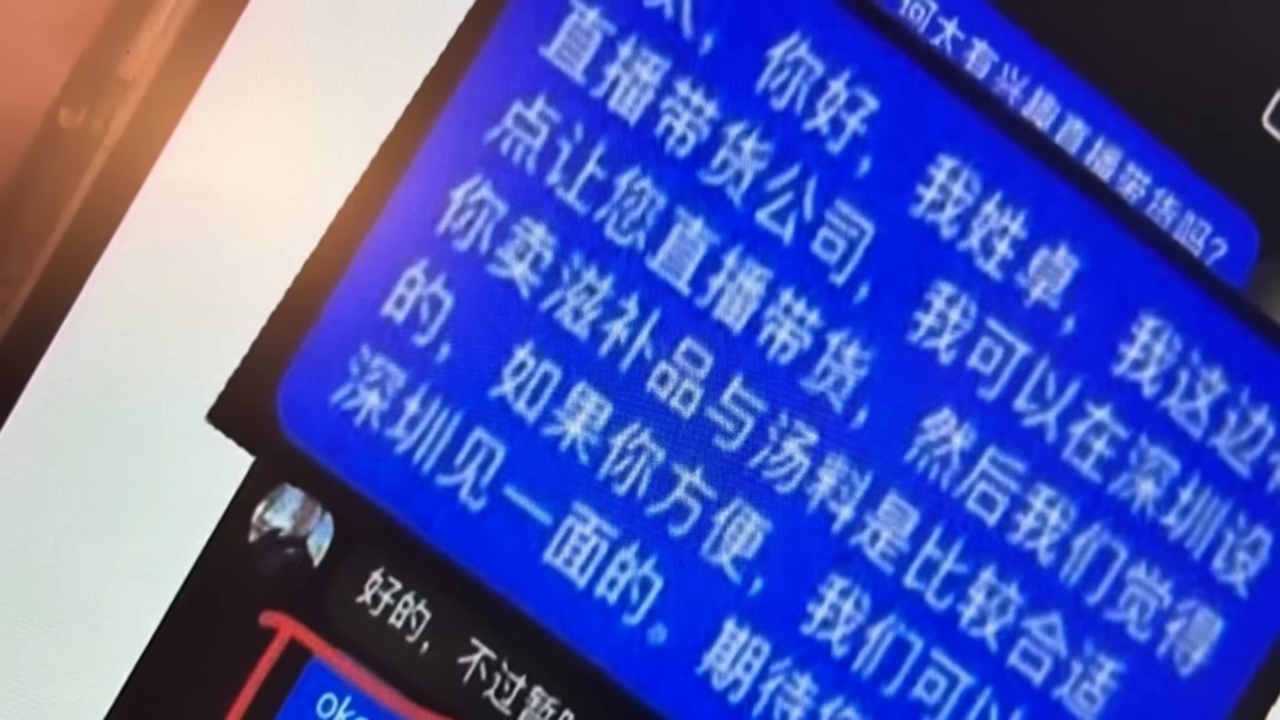 何太有兴趣直播带货吗?
太，你好，我姓卓，我这边
直播带货公司，我可以在深圳设
点让您直播带货，然后我们觉得
你卖滋补品与汤料是比较合适
的，如果你方便，我们可以
深圳见一面的。期待
好的，不过暂
oko